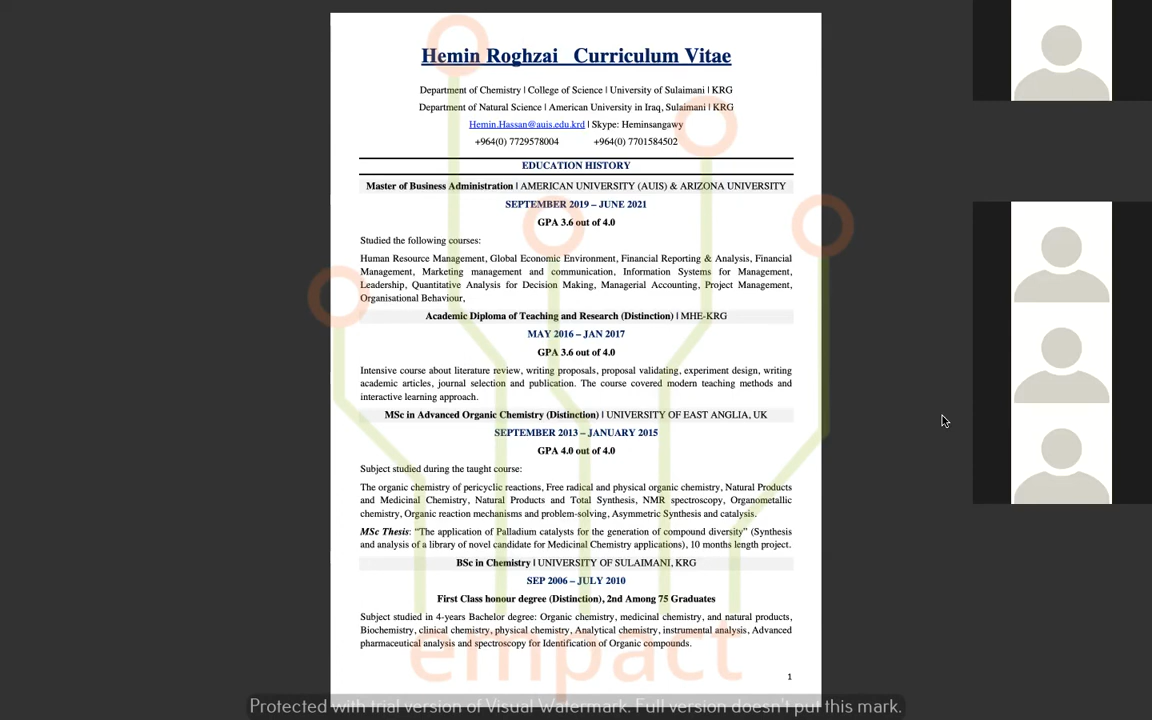 Hemin Roghzai   Curriculum Vitae
Department of Chemistry | College of Science | University of Sulaimani | KRG
Department of Natural Science | American University in Iraq, Sulaimani | KRG
Hemin.Hassan@auis.edu.krd | Skype: Heminsangawy
+964(0) 7729578004 +964(0) 7701584502
EDUCATION HISTORY
Master of Business Administration | AMERICAN UNIVERSITY (AUIS) & ARIZONA UNIVERSITY
SEPTEMBER 2019 – JUNE 2021
GPA 3.6 out of 4.0
Studied the following courses:
Human Resource Management, Global Economic Environment, Financial Reporting & Analysis, Financial
Management, Marketing management and communication, Information Systems for Management,
Leadership, Quantitative Analysis for Decision Making, Managerial Accounting, Project Management,
Organisational Behaviour,
Academic Diploma of Teaching and Research (Distinction) | MHE-KRG
MAY 2016 – JAN 2017
GPA 3.6 out of 4.0
Intensive course about literature review, writing proposals, proposal validating, experiment design, writing
academic articles, journal selection and publication. The course covered modern teaching methods and
interactive learning approach.
MSc in Advanced Organic Chemistry (Distinction) | UNIVERSITY OF EAST ANGLIA, UK
SEPTEMBER 2013 – JANUARY 2015
GPA 4.0 out of 4.0
Subject studied during the taught course:
The organic chemistry of pericyclic reactions, Free radical and physical organic chemistry, Natural Products
and Medicinal Chemistry, Natural Products and Total Synthesis, NMR spectroscopy, Organometallic
chemistry, Organic reaction mechanisms and problem-solving, Asymmetric Synthesis and catalysis.
MSc Thesis: “The application of Palladium catalysts for the generation of compound diversity” (Synthesis
and analysis of a library of novel candidate for Medicinal Chemistry applications), 10 months length project.
BSc in Chemistry | UNIVERSITY OF SULAIMANI, KRG
SEP 2006 – JULY 2010
First Class honour degree (Distinction), 2nd Among 75 Graduates
Subject studied in 4-years Bachelor degree: Organic chemistry, medicinal chemistry, and natural products,
Biochemistry, clinical chemistry, physical chemistry, Analytical chemistry, instrumental analysis, Advanced
pharmaceutical analysis and spectroscopy for Identification of Organic compounds.
empact
1
Protected with trial version of Visual Watermark. Full version doesn't put this mark.